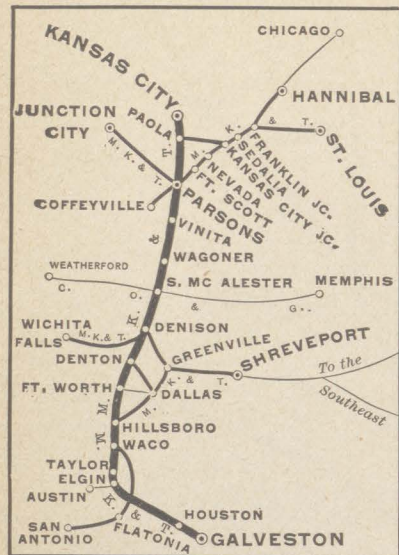 CHICAGO
KANSAS CITY
HANNIBAL
JUNCTION
CITY
PAOLA
K. & T.
ST. LOUIS
FRANKLIN JC.
SEDALIA
KANSAS CITY JC.
NEVADA
FT. SCOTT
M.
T.
M. K. & T.
COFFEYVILLE
PARSONS
VINITA
&
WAGONER
WEATHERFORD
S. MC ALESTER
MEMPHIS
C. O. & G.
K.
WICHITA
FALLS
M. K. & T.
DENISON
DENTON
GREENVILLE
SHREVEPORT
To the
Southeast
FT. WORTH
DALLAS
M. K. & T.
M.
HILLSBORO
WACO
M.
TAYLOR
ELGIN
AUSTIN
K. & T.
SAN
ANTONIO
FLATONIA
HOUSTON
GALVESTON